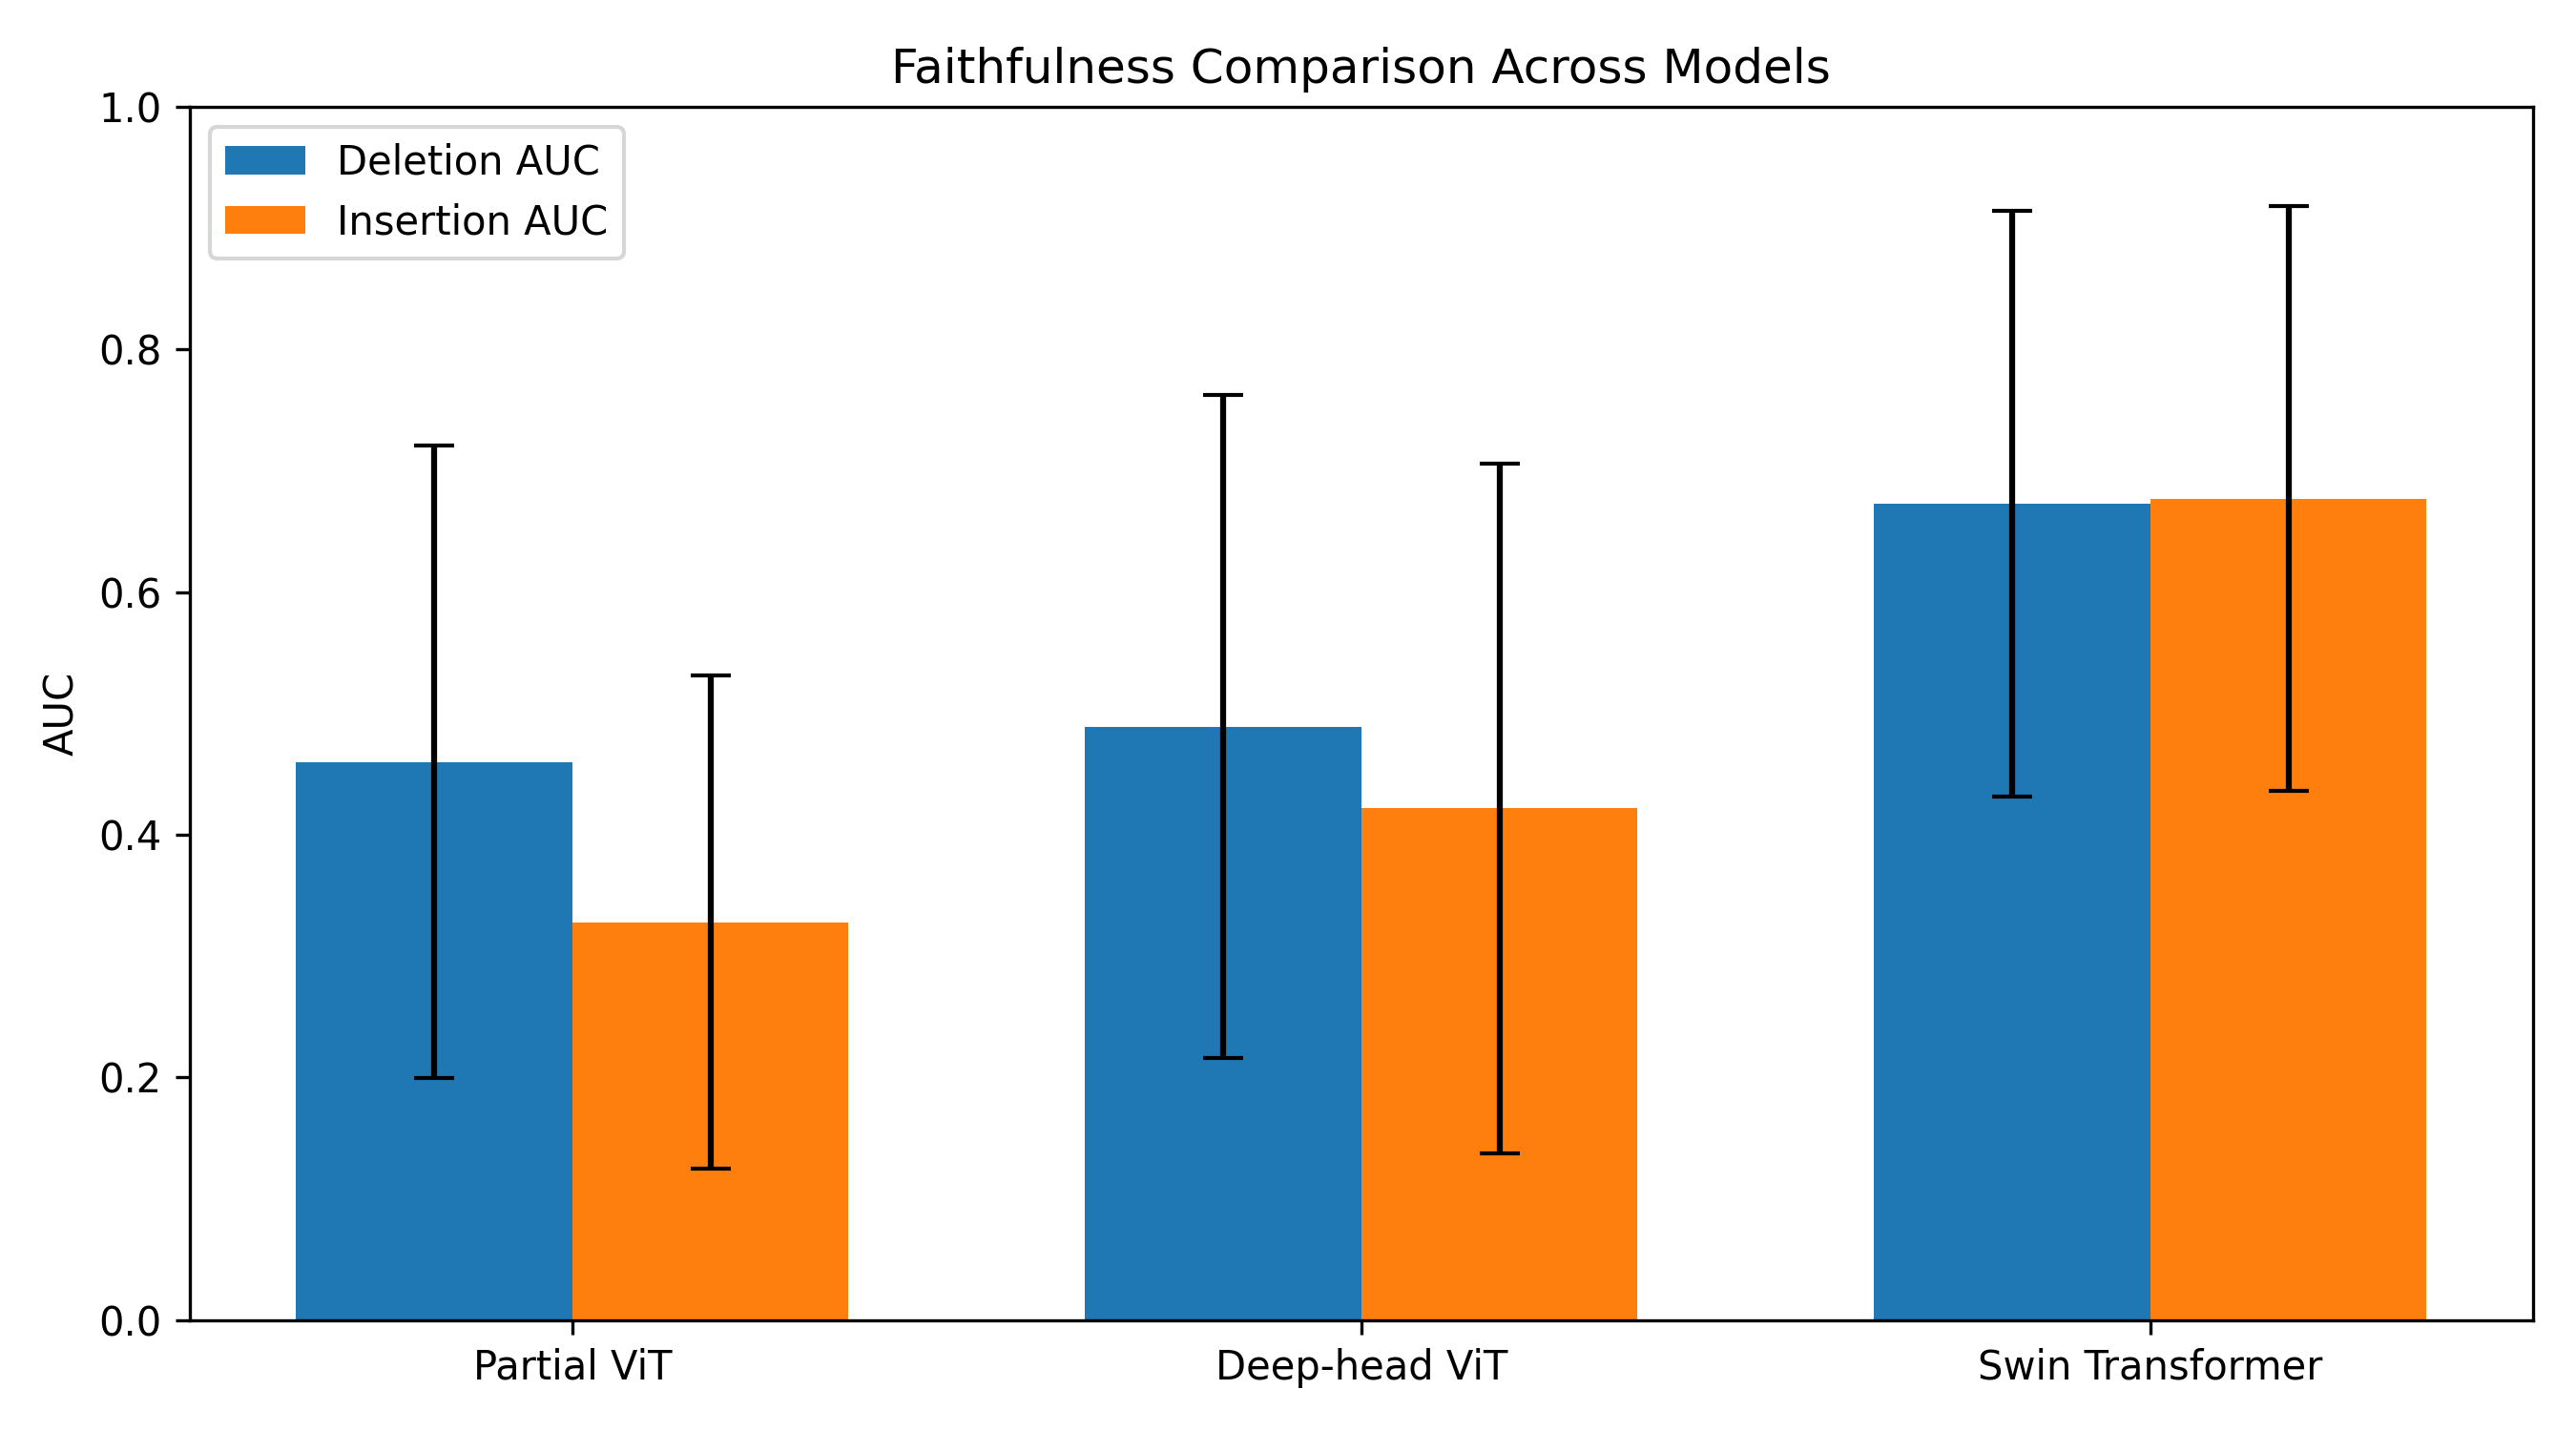 Faithfulness Comparison Across Models
Deletion AUC
Insertion AUC
AUC
1.0
0.8
0.6
0.4
0.2
0.0
Partial ViT
Deep-head ViT
Swin Transformer